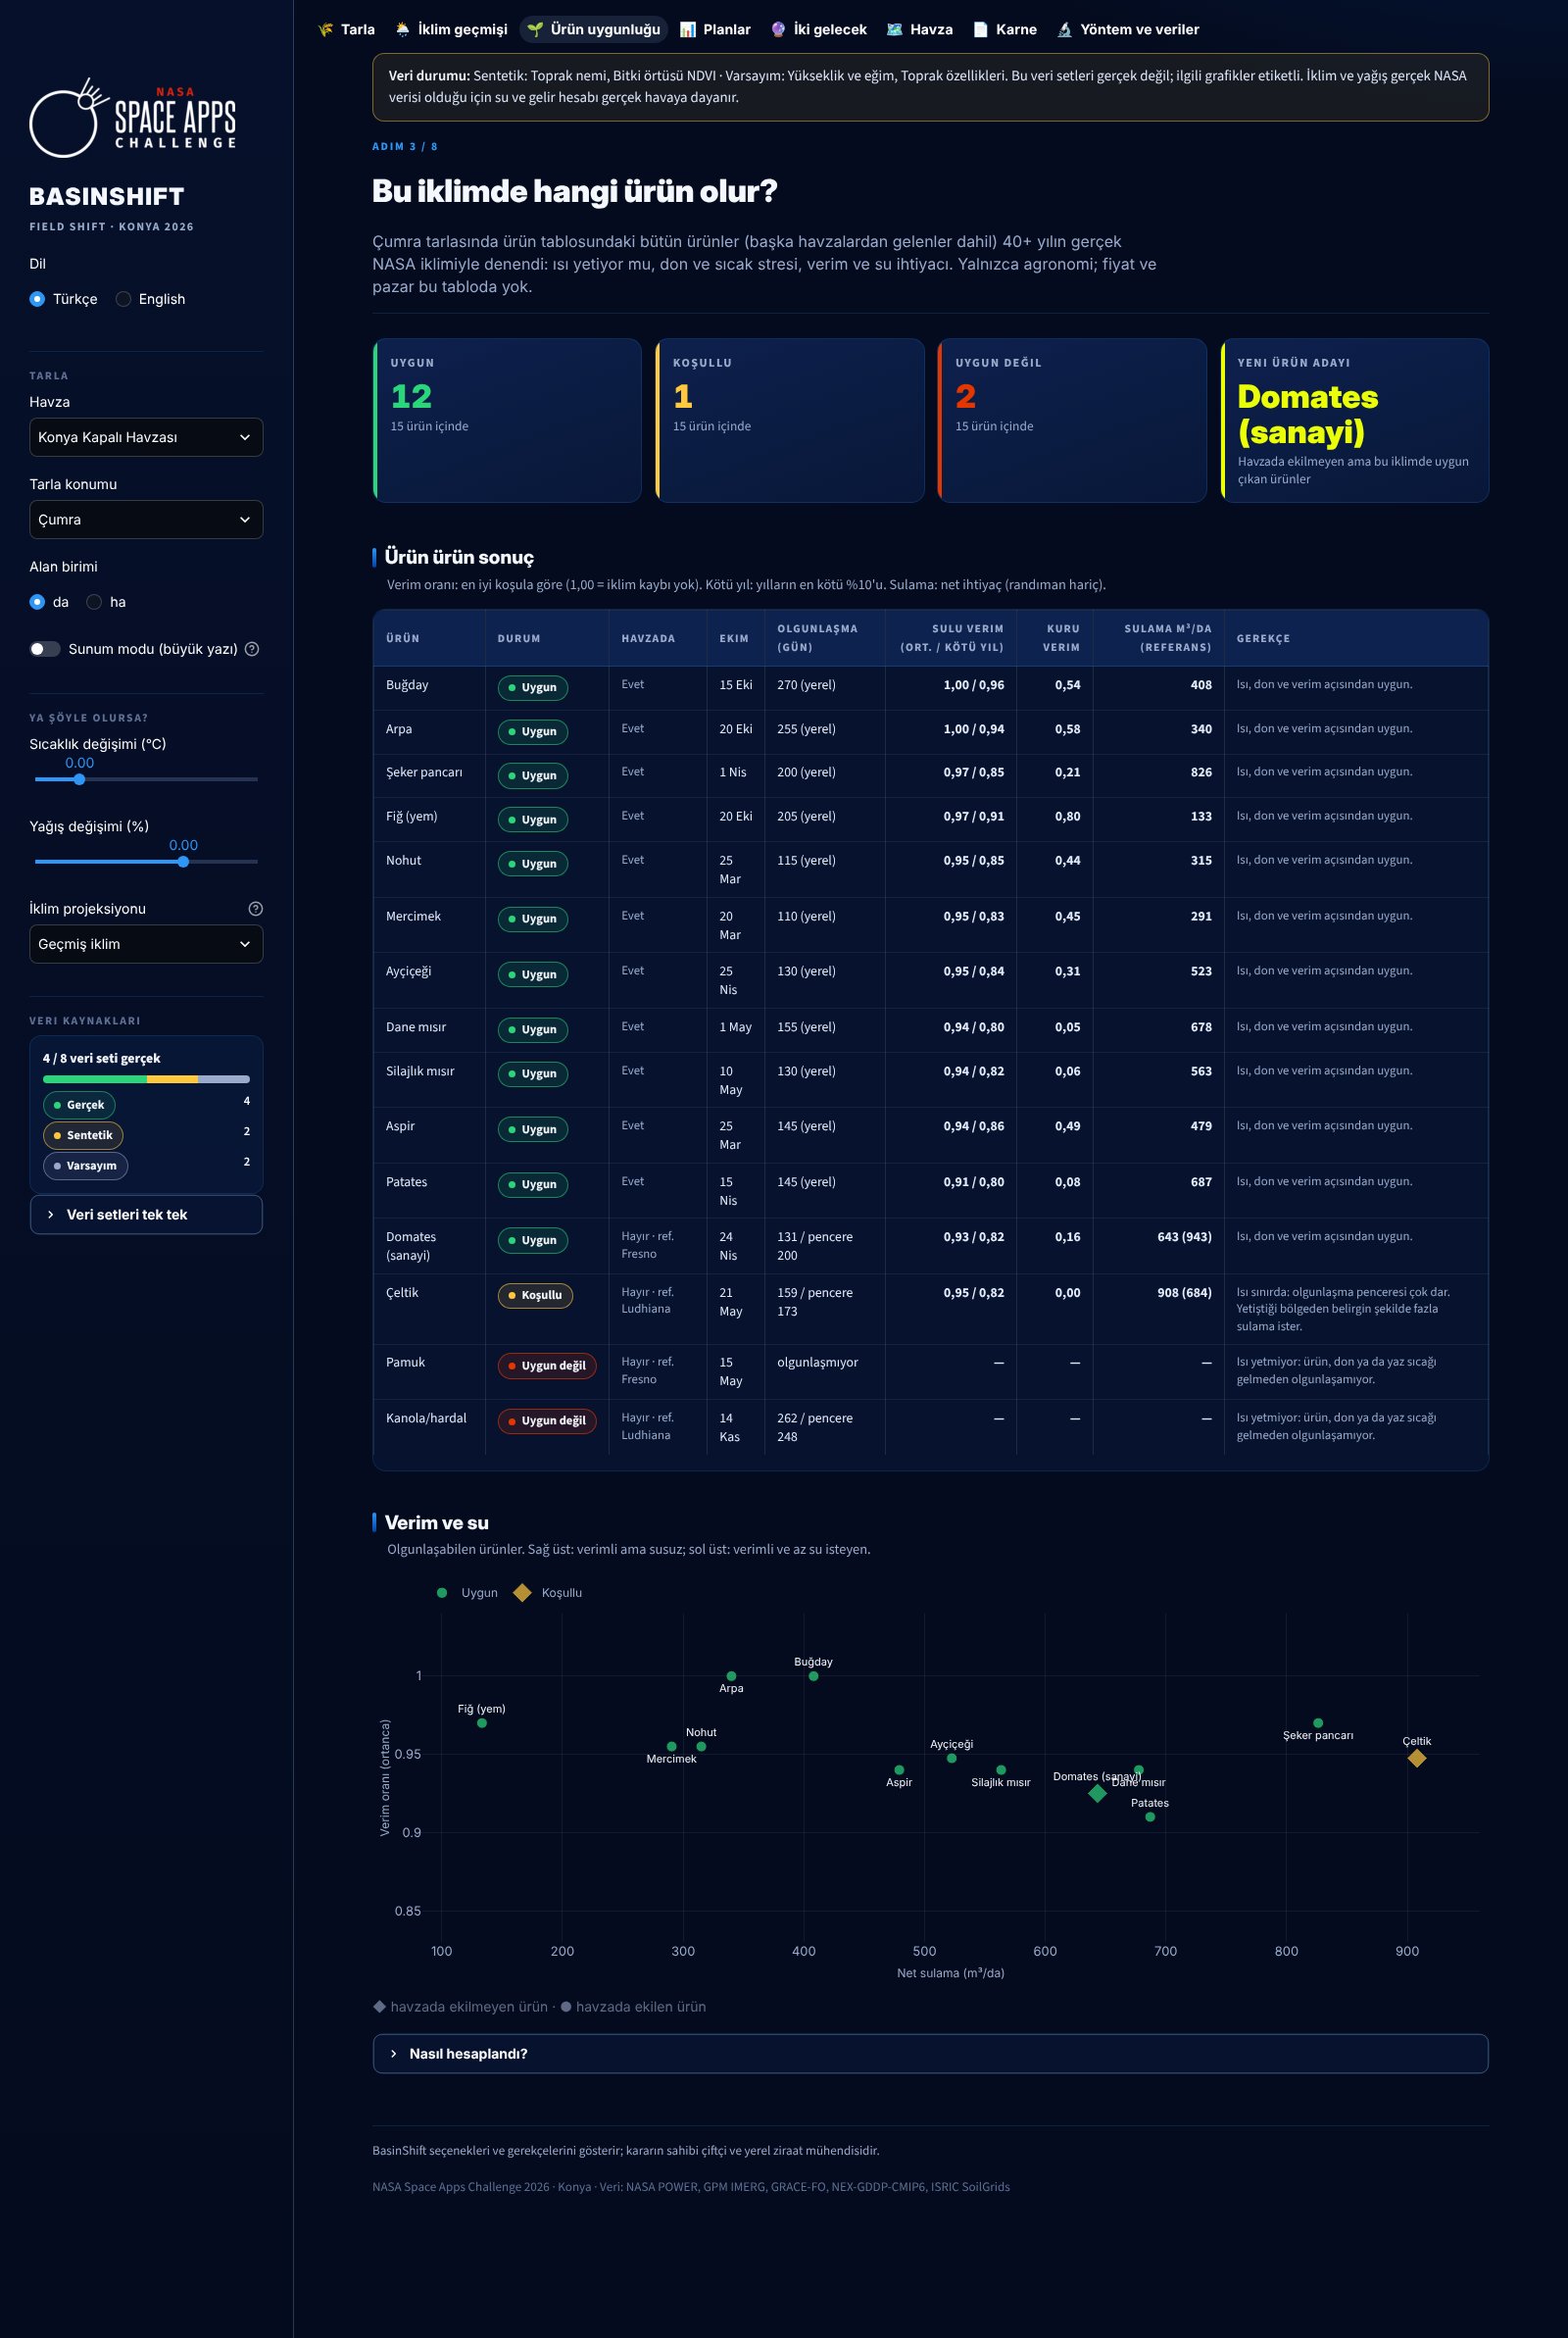 NASA
SPACE APPS
CHALLENGE
BASINSHIFT
FIELD SHIFT · KONYA 2026
Dil
Türkçe English
TARLA
Havza
Konya Kapalı Havzası
Tarla konumu
Çumra
Alan birimi
da ha
Sunum modu (büyük yazı)
YA ŞÖYLE OLURSA?
Sıcaklık değişimi (°C)
0.00
Yağış değişimi (%)
0.00
İklim projeksiyonu
Geçmiş iklim
VERI KAYNAKLARI
4 / 8 veri seti gerçek
Gerçek 4
Sentetik 2
Varsayım 2
Veri setleri tek tek
🌾 Tarla 🌦️ İklim geçmişi 🌱 Ürün uygunluğu 📊 Planlar 🔮 İki gelecek 🗺️ Havza 📄 Karne 🔬 Yöntem ve veriler
Veri durumu: Sentetik: Toprak nemi, Bitki örtüsü NDVI · Varsayım: Yükseklik ve eğim, Toprak özellikleri. Bu veri setleri gerçek değil; ilgili grafikler etiketli. İklim ve yağış gerçek NASA
verisi olduğu için su ve gelir hesabı gerçek havaya dayanır.
ADIM 3 / 8
Bu iklimde hangi ürün olur?
Çumra tarlasında ürün tablosundaki bütün ürünler (başka havzalardan gelenler dahil) 40+ yılın gerçek
NASA iklimiyle denendi: ısı yetiyor mu, don ve sıcak stresi, verim ve su ihtiyacı. Yalnızca agronomi; fiyat ve
pazar bu tabloda yok.
UYGUN
12
15 ürün içinde
KOŞULLU
1
15 ürün içinde
UYGUN DEĞIL
2
15 ürün içinde
YENI ÜRÜN ADAYI
Domates
(sanayi)
Havzada ekilmeyen ama bu iklimde uygun
çıkan ürünler
Ürün ürün sonuç
Verim oranı: en iyi koşula göre (1,00 = iklim kaybı yok). Kötü yıl: yılların en kötü %10'u. Sulama: net ihtiyaç (randıman hariç).
ÜRÜN DURUM HAVZADA EKIM OLGUNLAŞMA (GÜN) SULU VERIM (ORT. / KÖTÜ YIL) KURU VERIM SULAMA M³/DA (REFERANS) GEREKÇE
Buğday Uygun Evet 15 Eki 270 (yerel) 1,00 / 0,96 0,54 408 Isı, don ve verim açısından uygun.
Arpa Uygun Evet 20 Eki 255 (yerel) 1,00 / 0,94 0,58 340 Isı, don ve verim açısından uygun.
Şeker pancarı Uygun Evet 1 Nis 200 (yerel) 0,97 / 0,85 0,21 826 Isı, don ve verim açısından uygun.
Fiğ (yem) Uygun Evet 20 Eki 205 (yerel) 0,97 / 0,91 0,80 133 Isı, don ve verim açısından uygun.
Nohut Uygun Evet 25 Mar 115 (yerel) 0,95 / 0,85 0,44 315 Isı, don ve verim açısından uygun.
Mercimek Uygun Evet 20 Mar 110 (yerel) 0,95 / 0,83 0,45 291 Isı, don ve verim açısından uygun.
Ayçiçeği Uygun Evet 25 Nis 130 (yerel) 0,95 / 0,84 0,31 523 Isı, don ve verim açısından uygun.
Dane mısır Uygun Evet 1 May 155 (yerel) 0,94 / 0,80 0,05 678 Isı, don ve verim açısından uygun.
Silajlık mısır Uygun Evet 10 May 130 (yerel) 0,94 / 0,82 0,06 563 Isı, don ve verim açısından uygun.
Aspir Uygun Evet 25 Mar 145 (yerel) 0,94 / 0,86 0,49 479 Isı, don ve verim açısından uygun.
Patates Uygun Evet 15 Nis 145 (yerel) 0,91 / 0,80 0,08 687 Isı, don ve verim açısından uygun.
Domates (sanayi) Uygun Hayır · ref. Fresno 24 Nis 131 / pencere 200 0,93 / 0,82 0,16 643 (943) Isı, don ve verim açısından uygun.
Çeltik Koşullu Hayır · ref. Ludhiana 21 May 159 / pencere 173 0,95 / 0,82 0,00 908 (684) Isı sınırda: olgunlaşma penceresi çok dar. Yetiştiği bölgeden belirgin şekilde fazla sulama ister.
Pamuk Uygun değil Hayır · ref. Fresno 15 May olgunlaşmıyor — — — Isı yetmiyor: ürün, don ya da yaz sıcağı gelmeden olgunlaşamıyor.
Kanola/hardal Uygun değil Hayır · ref. Ludhiana 14 Kas 262 / pencere 248 — — — Isı yetmiyor: ürün, don ya da yaz sıcağı gelmeden olgunlaşamıyor.
Verim ve su
Olgunlaşabilen ürünler. Sağ üst: verimli ama susuz; sol üst: verimli ve az su isteyen.
Uygun Koşullu
Verim oranı (ortanca)
1
0.95
0.9
0.85
Buğday
Arpa
Fiğ (yem)
Nohut
Mercimek
Şeker pancarı
Çeltik
Ayçiçeği
Aspir
Silajlık mısır
Domates (sanayi)
Dane mısır
Patates
100 200 300 400 500 600 700 800 900
Net sulama (m³/da)
◆ havzada ekilmeyen ürün · ● havzada ekilen ürün
Nasıl hesaplandı?
BasinShift seçenekleri ve gerekçelerini gösterir; kararın sahibi çiftçi ve yerel ziraat mühendisidir.
NASA Space Apps Challenge 2026 · Konya · Veri: NASA POWER, GPM IMERG, GRACE-FO, NEX-GDDP-CMIP6, ISRIC SoilGrids